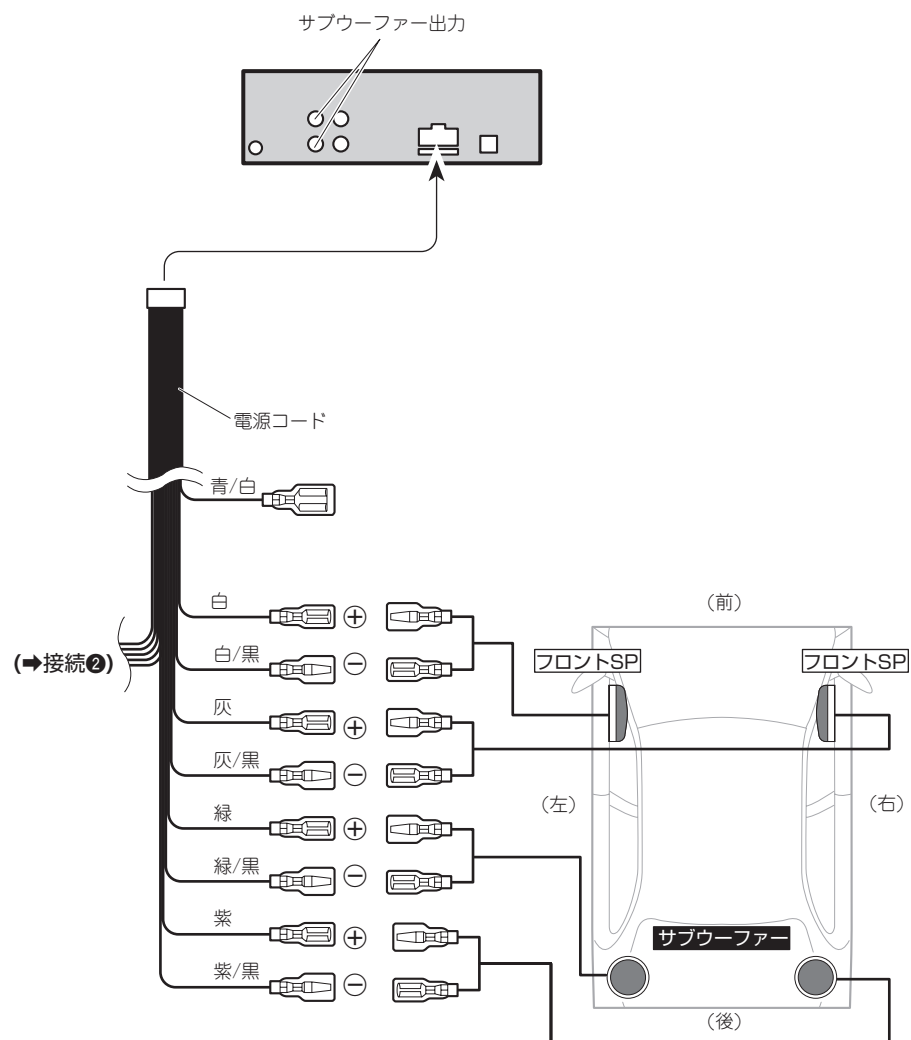 サブウーファー出力
電源コード
青/白
白
⊕
(前)
(➡接続❷)
白/黒
⊖
フロントSP
フロントSP
灰
⊕
灰/黒
⊖
(左)
(右)
緑
⊕
緑/黒
⊖
紫
⊕
サブウーファー
紫/黒
⊖
(後)